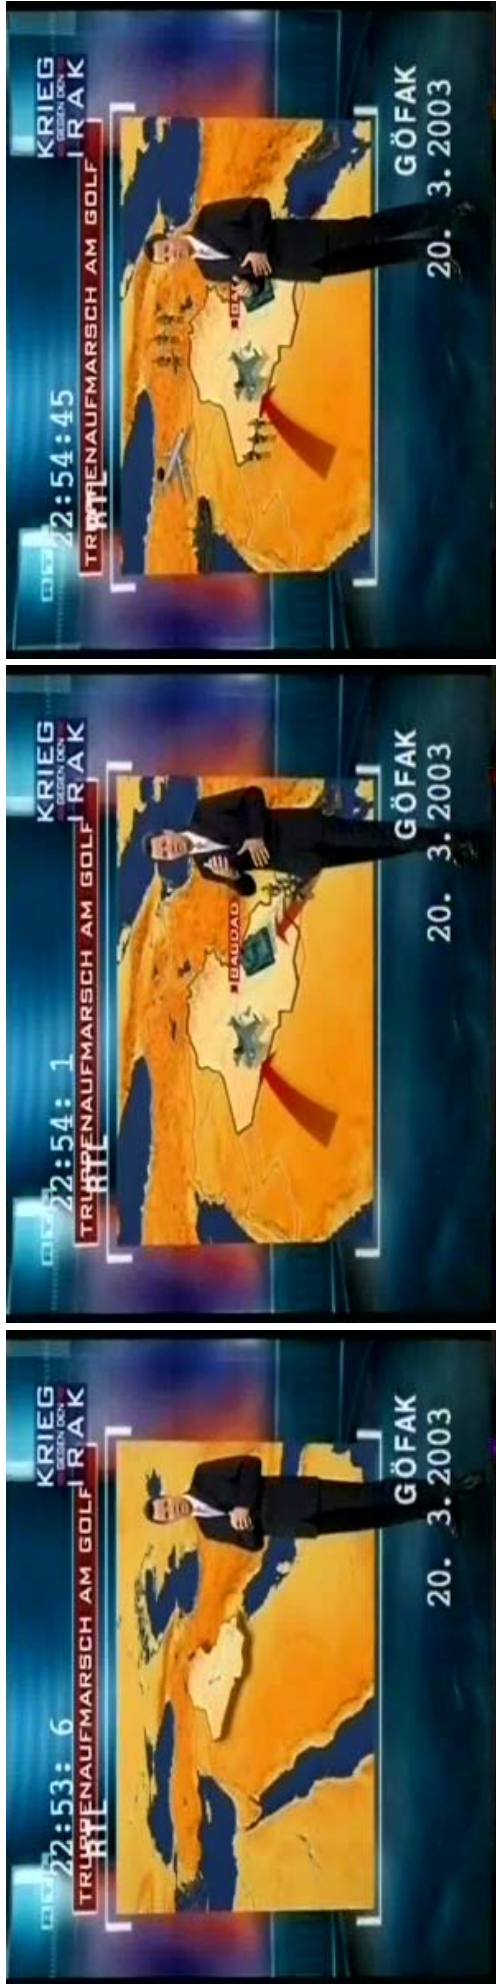 KRIEG
GEGEN DEN
22:53: 6
IRAK
TRUPPENAUFMARSCH AM GOLF
RTL
GÖFAK
20. 3.2003
KRIEG
GEGEN DEN
22:54: 1
IRAK
TRUPPENAUFMARSCH AM GOLF
RTL
BAGDAD
GÖFAK
20. 3.2003
KRIEG
GEGEN DEN
22:54:45
IRAK
TRUPPENAUFMARSCH AM GOLF
RTL
GÖFAK
20. 3.2003